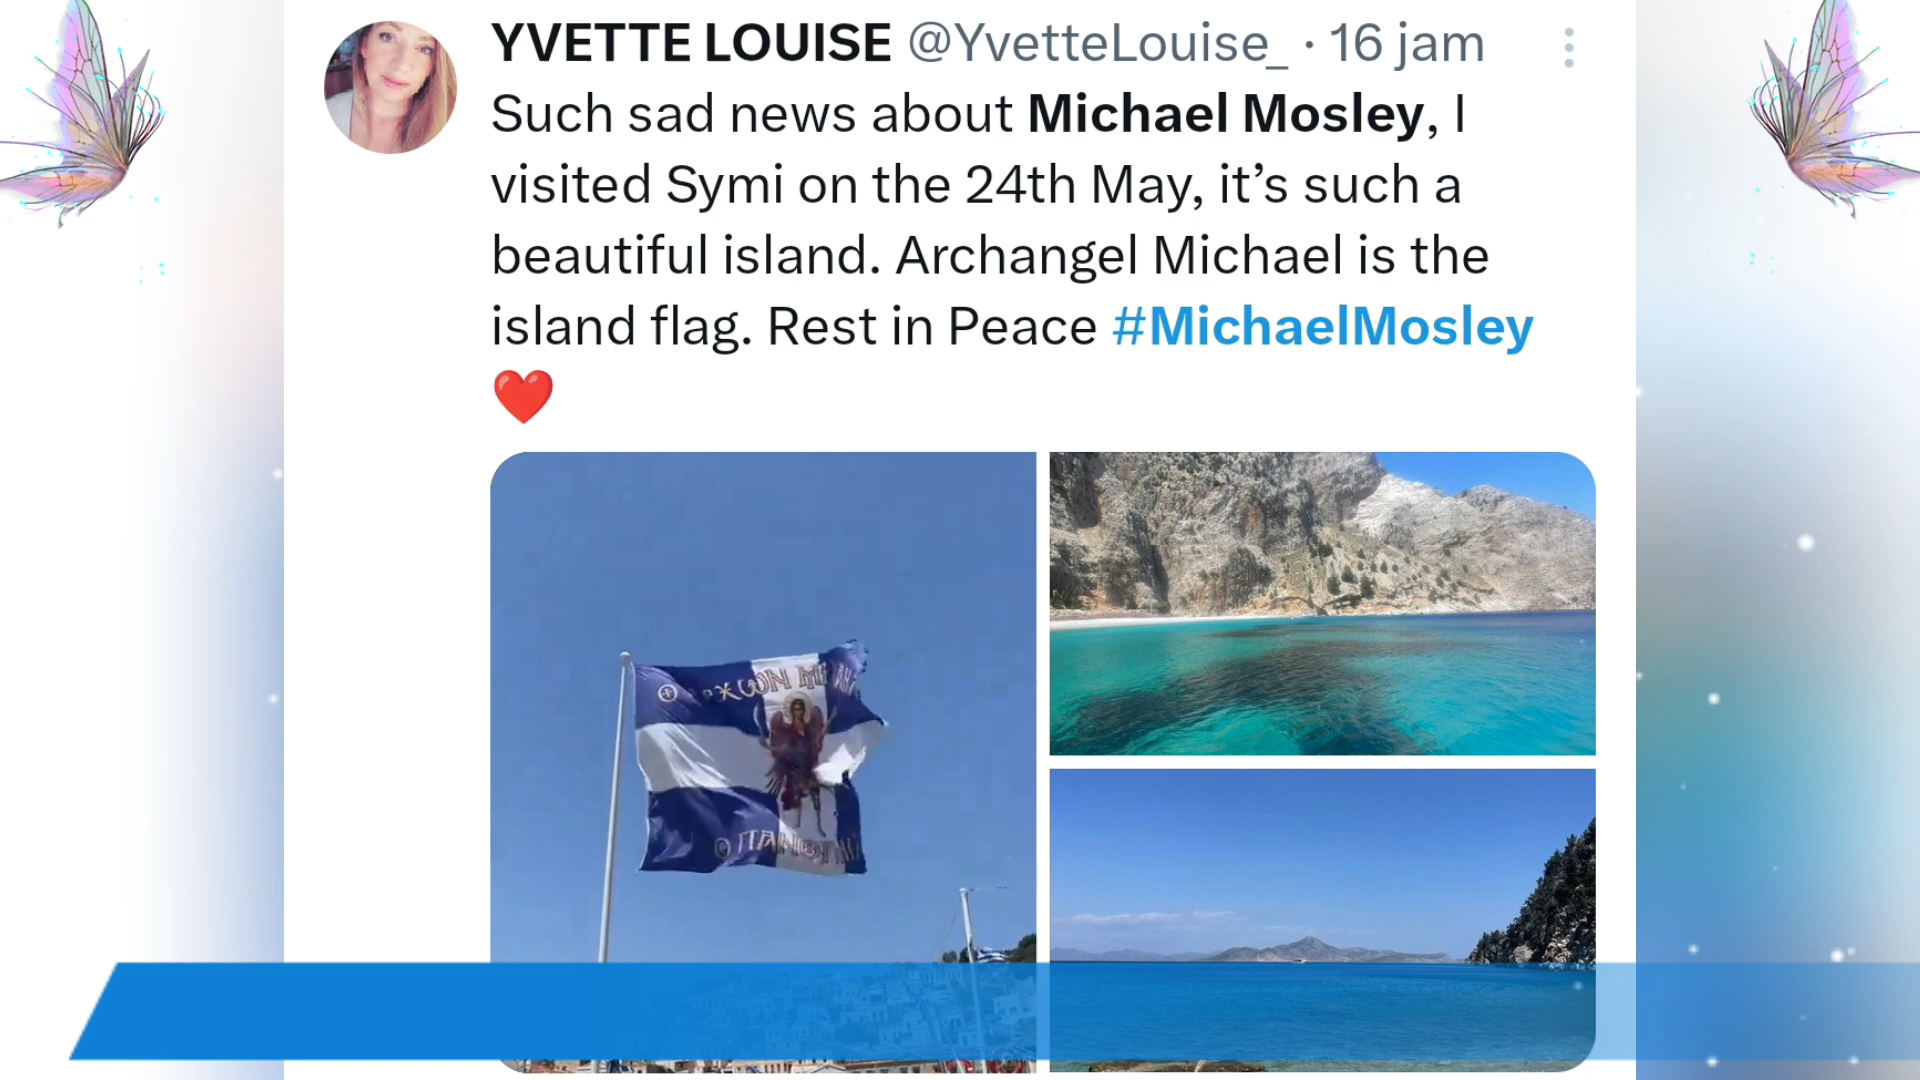 YVETTE LOUISE @YvetteLouise_ · 16 jam
Such sad news about Michael Mosley, I
visited Symi on the 24th May, it’s such a
beautiful island. Archangel Michael is the
island flag. Rest in Peace #MichaelMosley
❤️